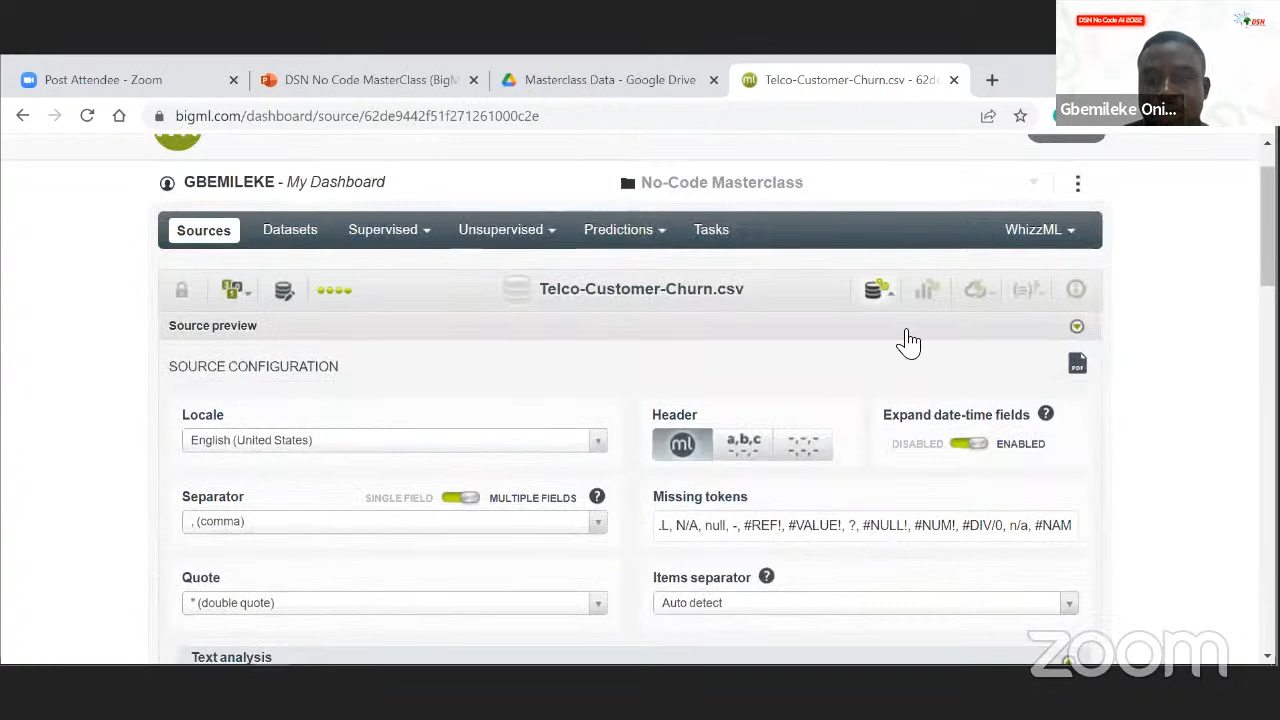 DSN No Code AI 2022
DSN
Gbemileke Oni...
Post Attendee - Zoom
DSN No Code MasterClass (BigM
Masterclass Data - Google Drive
Telco-Customer-Churn.csv - 62de
bigml.com/dashboard/source/62de9442f51f271261000c2e
GBEMILEKE - My Dashboard
No-Code Masterclass
Sources
Datasets
Supervised
Unsupervised
Predictions
Tasks
WhizzML
Telco-Customer-Churn.csv
Source preview
SOURCE CONFIGURATION
PDF
Locale
Header
Expand date-time fields ?
English (United States)
ml
a,b,c
DISABLED
ENABLED
Separator
SINGLE FIELD
MULTIPLE FIELDS ?
Missing tokens
, (comma)
.L, N/A, null, -, #REF!, #VALUE!, ?, #NULL!, #NUM!, #DIV/0, n/a, #NAM
Quote
Items separator ?
" (double quote)
Auto detect
Text analysis
zoom